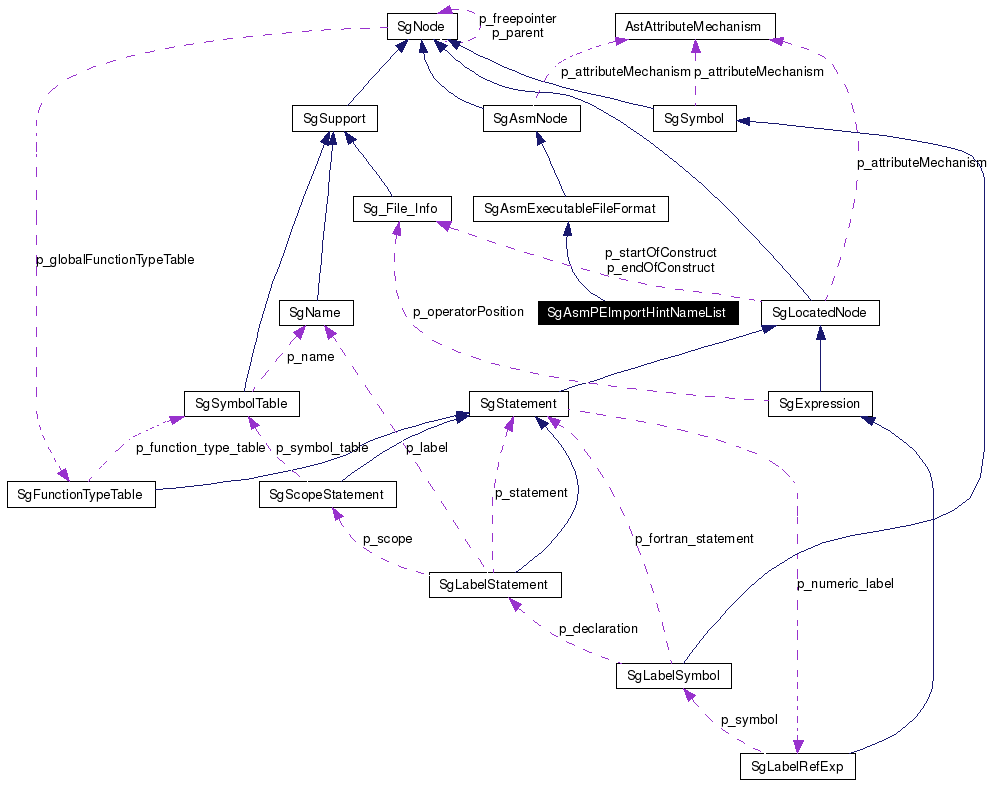 SgNode
p_freepointer
p_parent
AstAttributeMechanism
p_attributeMechanism
p_attributeMechanism
SgSupport
SgAsmNode
SgSymbol
p_attributeMechanism
Sg_File_Info
SgAsmExecutableFileFormat
p_globalFunctionTypeTable
p_startOfConstruct
p_endOfConstruct
SgName
p_operatorPosition
SgAsmPEImportHintNameList
SgLocatedNode
p_name
SgSymbolTable
SgStatement
SgExpression
p_function_type_table
p_symbol_table
p_label
SgFunctionTypeTable
SgScopeStatement
p_statement
p_scope
p_fortran_statement
SgLabelStatement
p_numeric_label
p_declaration
SgLabelSymbol
p_symbol
SgLabelRefExp